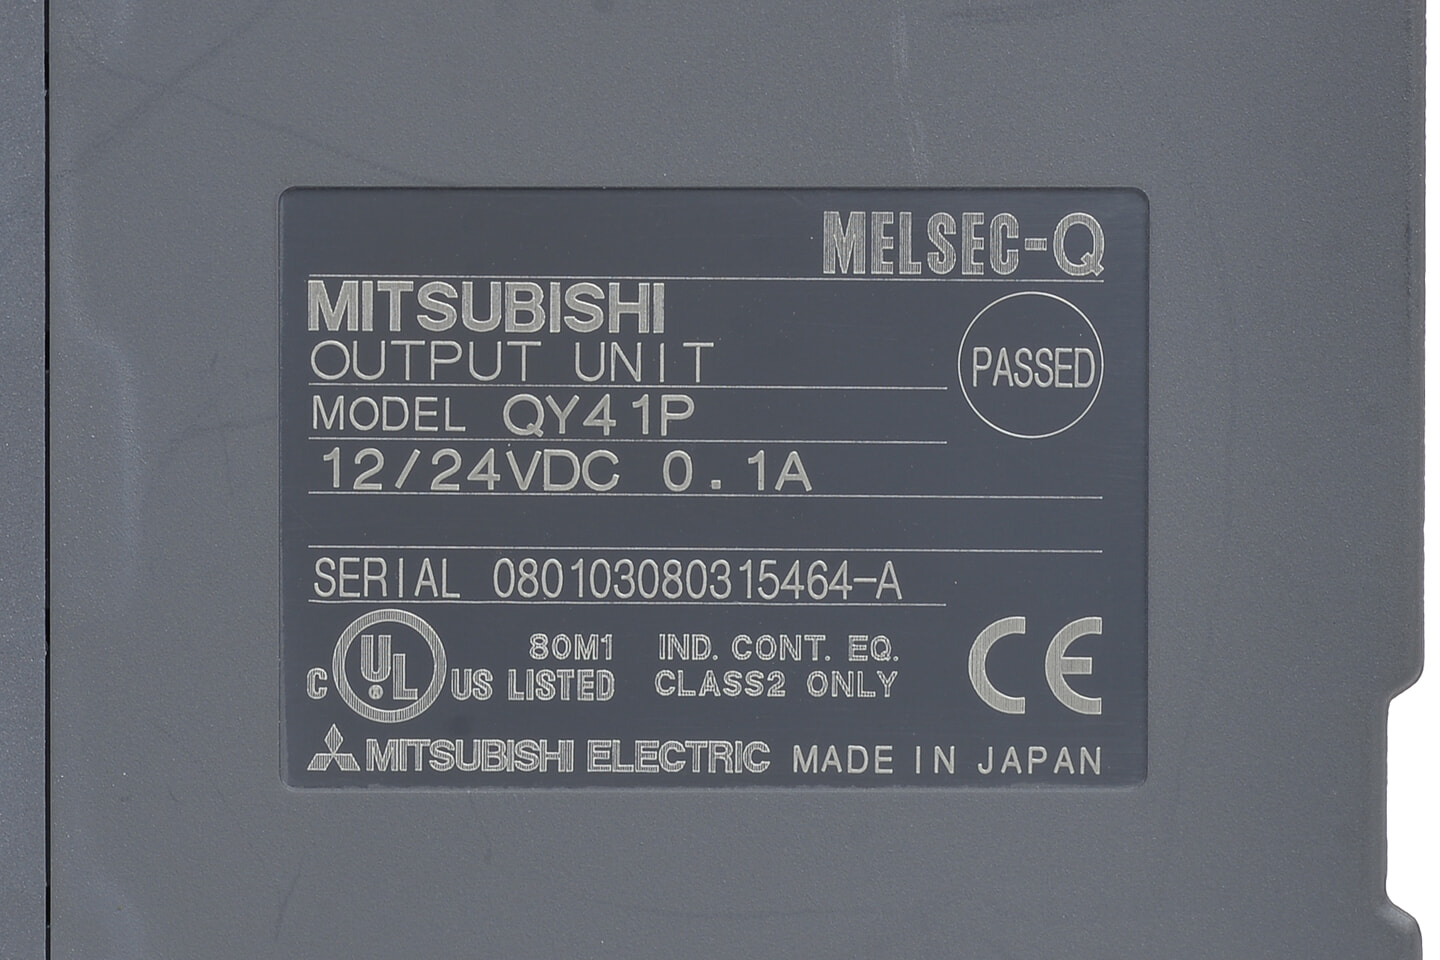 MELSEC-Q
MITSUBISHI
OUTPUT UNIT
PASSED
MODEL QY41P
12/24VDC 0.1A
SERIAL 080103080315464-A
C UL ® US LISTED
80M1 IND. CONT. EQ.
CLASS2 ONLY
CE
MITSUBISHI ELECTRIC MADE IN JAPAN